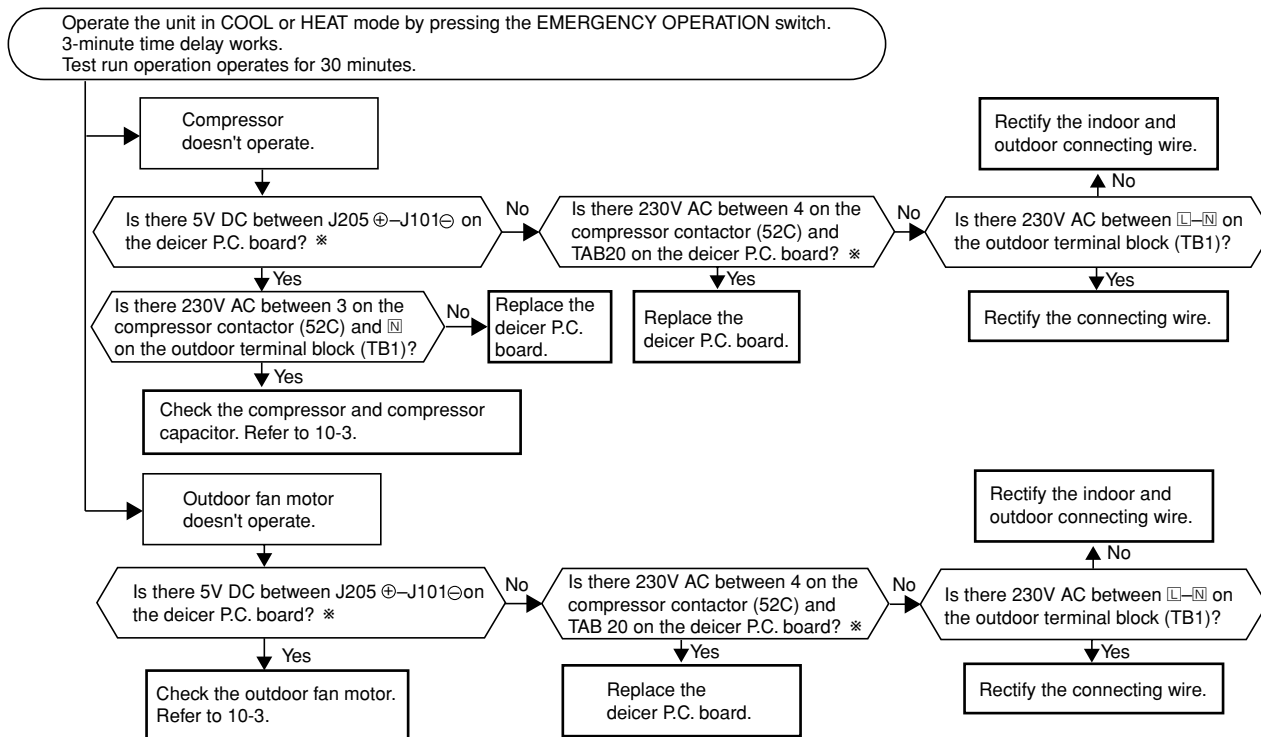 Operate the unit in COOL or HEAT mode by pressing the EMERGENCY OPERATION switch.
3-minute time delay works.
Test run operation operates for 30 minutes.
Compressor
doesn't operate.
Rectify the indoor and
outdoor connecting wire.
No
Is there 5V DC between J205 ⊕–J101⊖ on
the deicer P.C. board? ※
No
Is there 230V AC between 4 on the
compressor contactor (52C) and
TAB20 on the deicer P.C. board? ※
No
Is there 230V AC between 🄻–🄽 on
the outdoor terminal block (TB1)?
Yes
Yes
Yes
Is there 230V AC between 3 on the
compressor contactor (52C) and 🄽
on the outdoor terminal block (TB1)?
No
Replace the
deicer P.C.
board.
Replace the
deicer P.C. board.
Rectify the connecting wire.
Yes
Check the compressor and compressor
capacitor. Refer to 10-3.
Outdoor fan motor
doesn't operate.
Rectify the indoor and
outdoor connecting wire.
No
Is there 5V DC between J205 ⊕–J101⊖on
the deicer P.C. board? ※
No
Is there 230V AC between 4 on the
compressor contactor (52C) and
TAB 20 on the deicer P.C. board? ※
No
Is there 230V AC between 🄻–🄽 on
the outdoor terminal block (TB1)?
Yes
Yes
Yes
Check the outdoor fan motor.
Refer to 10-3.
Replace the
deicer P.C. board.
Rectify the connecting wire.